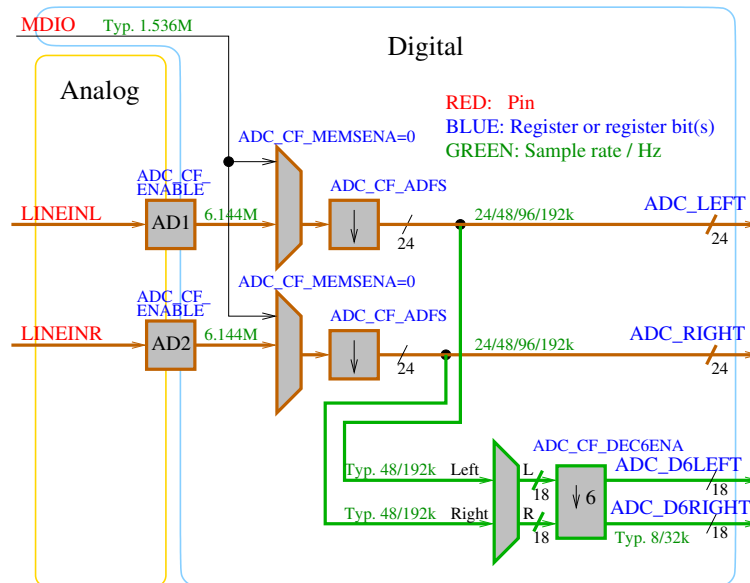 MDIO
Typ. 1.536M
Digital
Analog
RED: Pin
BLUE: Register or register bit(s)
GREEN: Sample rate / Hz
ADC_CF_MEMSENA=0
ADC_CF_
ENABLE
ADC_CF_ADFS
LINEINL
AD1
6.144M
24
24/48/96/192k
ADC_LEFT
24
ADC_CF_
ENABLE
ADC_CF_MEMSENA=0
ADC_CF_ADFS
LINEINR
AD2
6.144M
24
24/48/96/192k
ADC_RIGHT
24
ADC_CF_DEC6ENA
Typ. 48/192k
Left
L
18
6
ADC_D6LEFT
18
Typ. 48/192k
Right
R
18
ADC_D6RIGHT
18
Typ. 8/32k